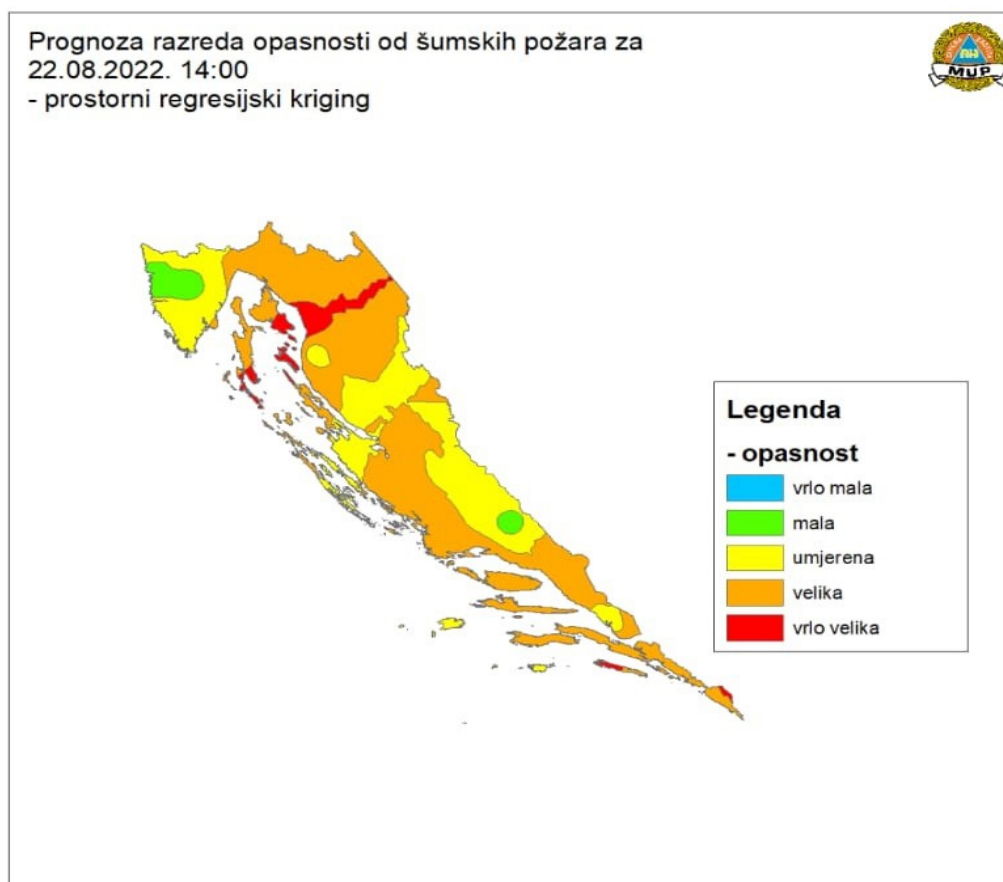 Prognoza razreda opasnosti od šumskih požara za
22.08.2022. 14:00
- prostorni regresijski kriging
MUP
Legenda
- opasnost
vrlo mala
mala
umjerena
velika
vrlo velika